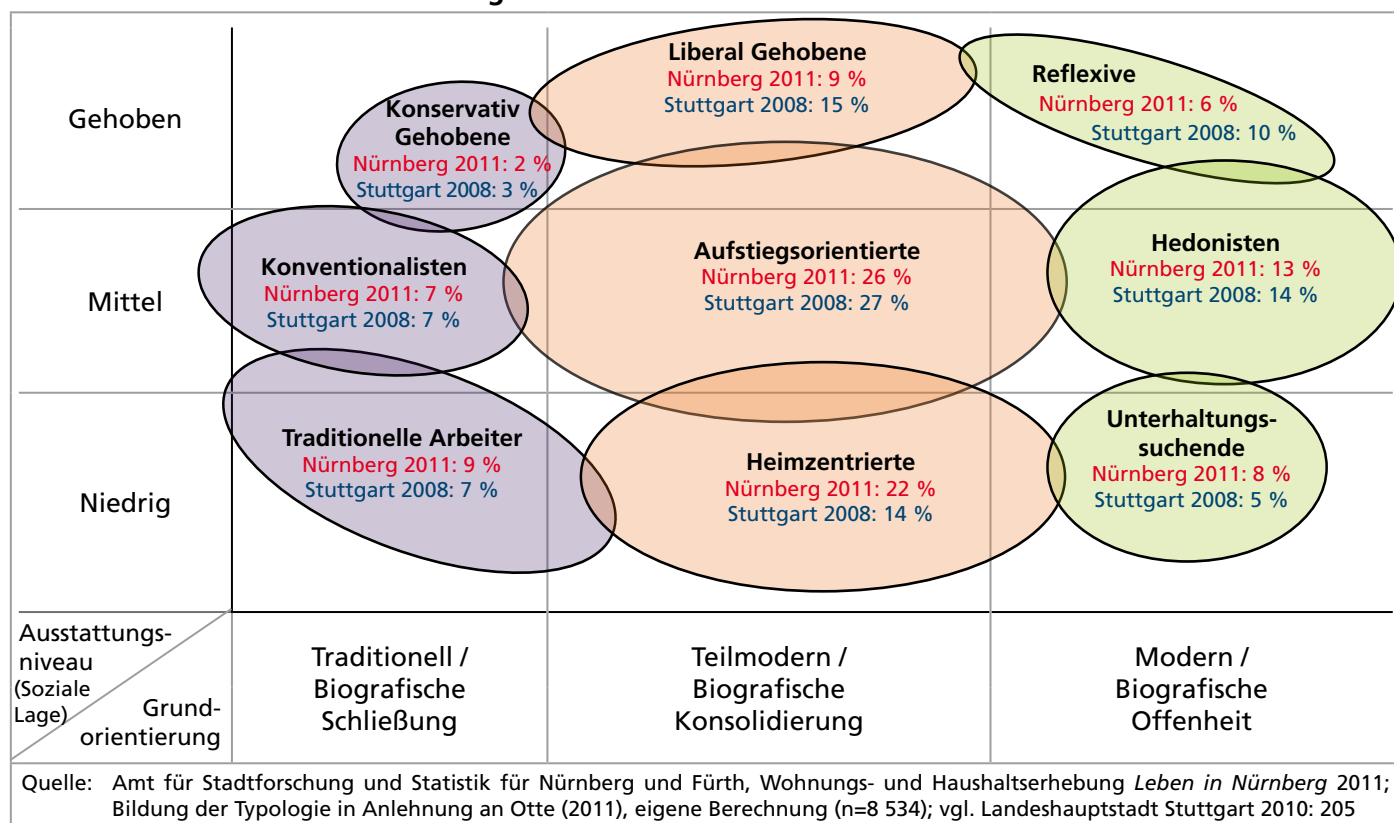 Liberal Gehobene
Nürnberg 2011: 9 %
Stuttgart 2008: 15 %
Reflexive
Nürnberg 2011: 6 %
Stuttgart 2008: 10 %
Gehoben
Konservativ
Gehobene
Nürnberg 2011: 2 %
Stuttgart 2008: 3 %
Mittel
Konventionalisten
Nürnberg 2011: 7 %
Stuttgart 2008: 7 %
Aufstiegsorientierte
Nürnberg 2011: 26 %
Stuttgart 2008: 27 %
Hedonisten
Nürnberg 2011: 13 %
Stuttgart 2008: 14 %
Niedrig
Traditionelle Arbeiter
Nürnberg 2011: 9 %
Stuttgart 2008: 7 %
Heimzentrierte
Nürnberg 2011: 22 %
Stuttgart 2008: 14 %
Unterhaltungs-
suchende
Nürnberg 2011: 8 %
Stuttgart 2008: 5 %
Ausstattungs-
niveau
(Soziale
Lage)
Grund-
orientierung
Traditionell /
Biografische
Schließung
Teilmodern /
Biografische
Konsolidierung
Modern /
Biografische
Offenheit
Quelle: Amt für Stadtforschung und Statistik für Nürnberg und Fürth, Wohnungs- und Haushaltserhebung Leben in Nürnberg 2011;
Bildung der Typologie in Anlehnung an Otte (2011), eigene Berechnung (n=8 534); vgl. Landeshauptstadt Stuttgart 2010: 205